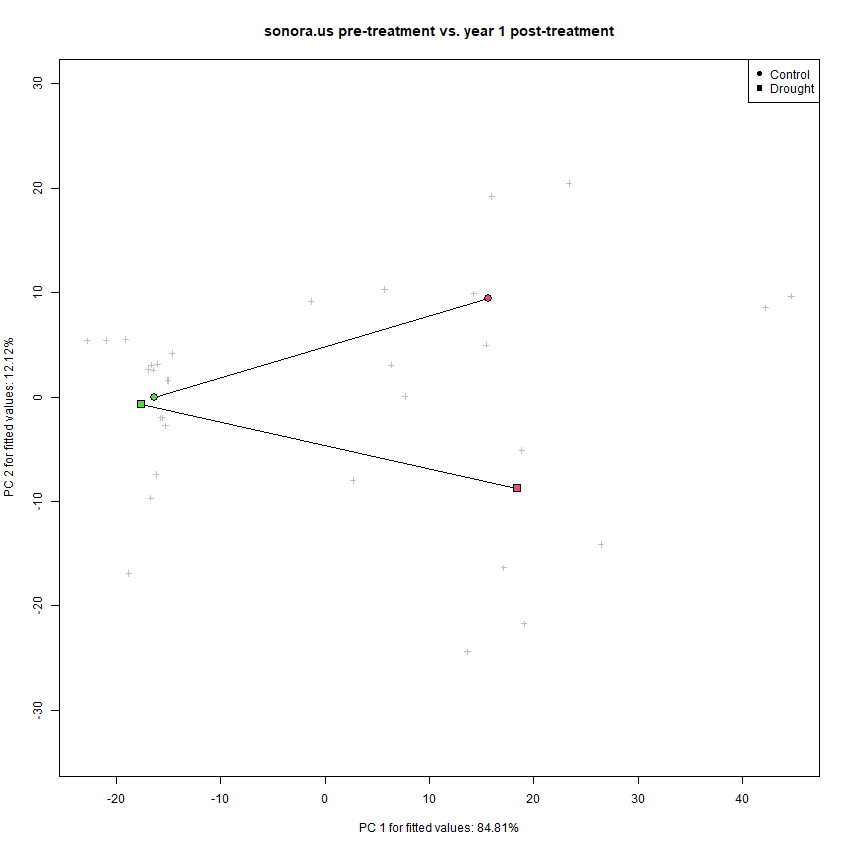 sonora.us pre-treatment vs. year 1 post-treatment
Control
Drought
30
20
10
0
-10
-20
-30
PC 2 for fitted values: 12.12%
-20
-10
0
10
20
30
40
PC 1 for fitted values: 84.81%